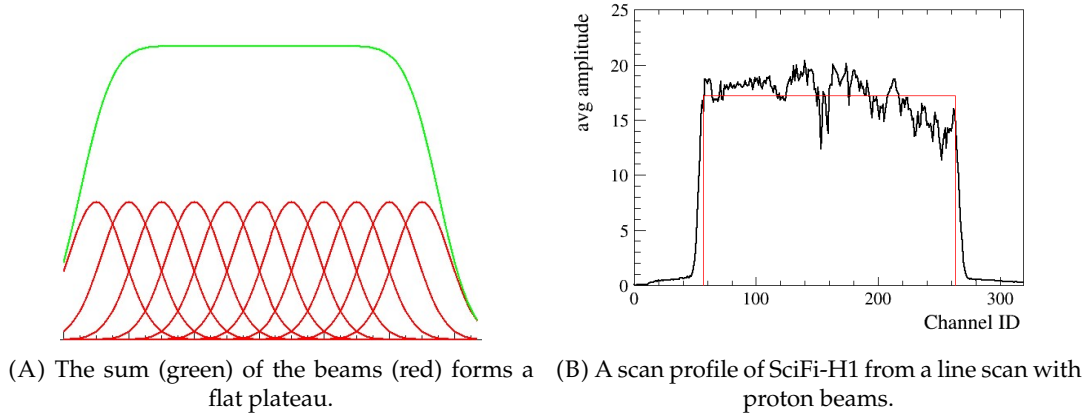 avg amplitude
25
20
15
10
5
0
0
100
200
300
Channel ID
(A) The sum (green) of the beams (red) forms a
flat plateau.
(B) A scan profile of SciFi-H1 from a line scan with
proton beams.